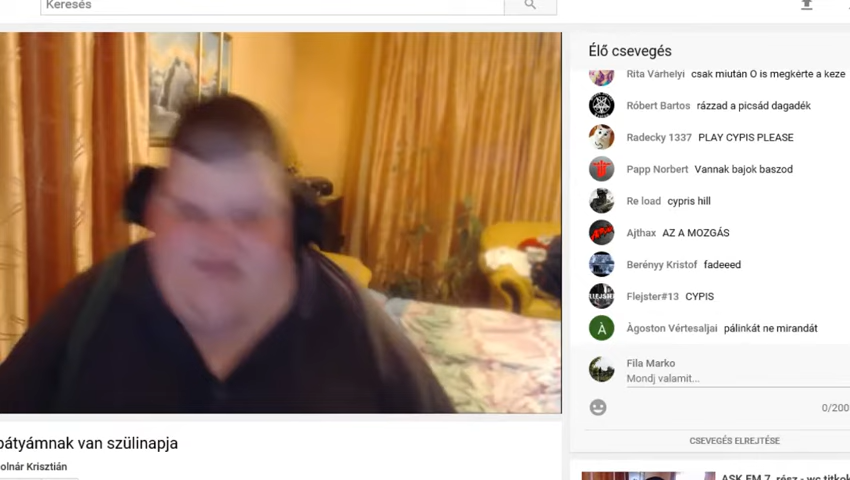 Keresés
Élő csevegés
Rita Várhelyi csak miután O is megkérte a keze
Róbert Bartos rázzad a picsád dagadék
Radecky 1337 PLAY CYPIS PLEASE
Papp Norbert Vannak bajok baszod
Re load cypris hill
Ajthax AZ A MOZGÁS
Berényy Kristof fadeeed
Flejster#13 CYPIS
À
Àgoston Vértesaljai pálinkát ne mirandát
Fila Marko
Mondj valamit...
0/200
CSEVEGÉS ELREJTÉSE
bátyámnak van szülinapja
olnár Krisztián
ASK FM 7. rész - wc titkok